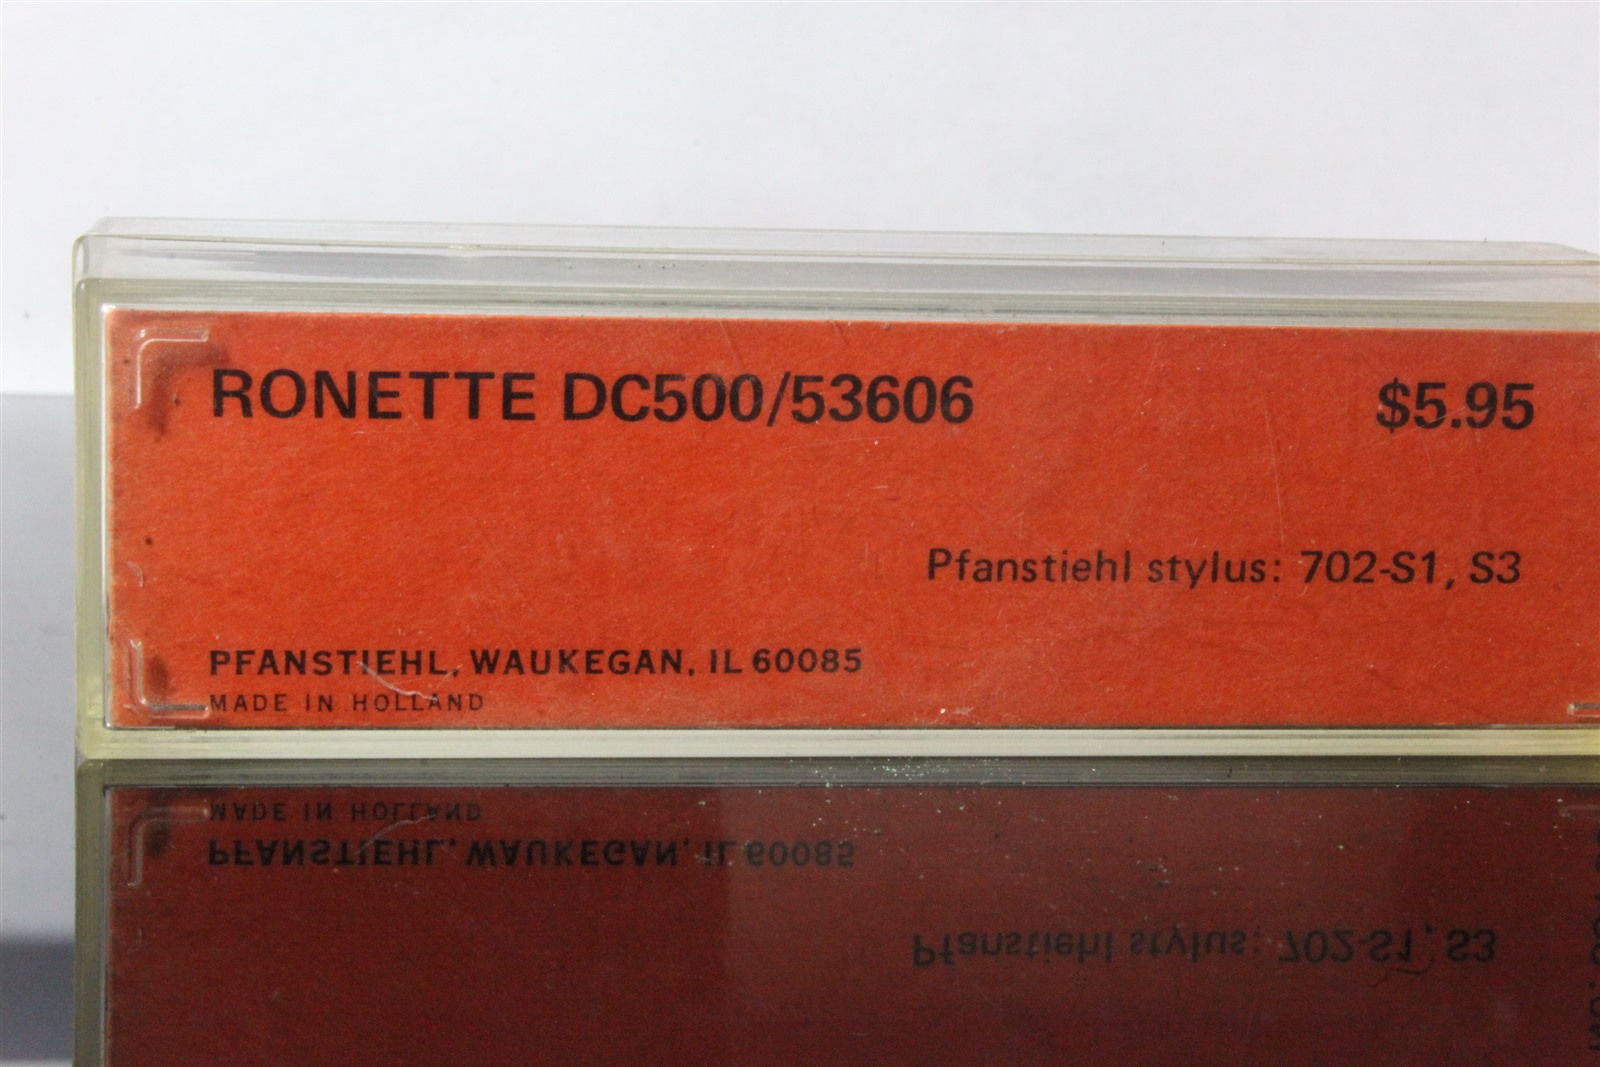 RONETTE DC500/53606 $5.95
Pfanstiehl stylus: 702-S1, S3
PFANSTIEHL, WAUKEGAN, IL 60085
MADE IN HOLLAND